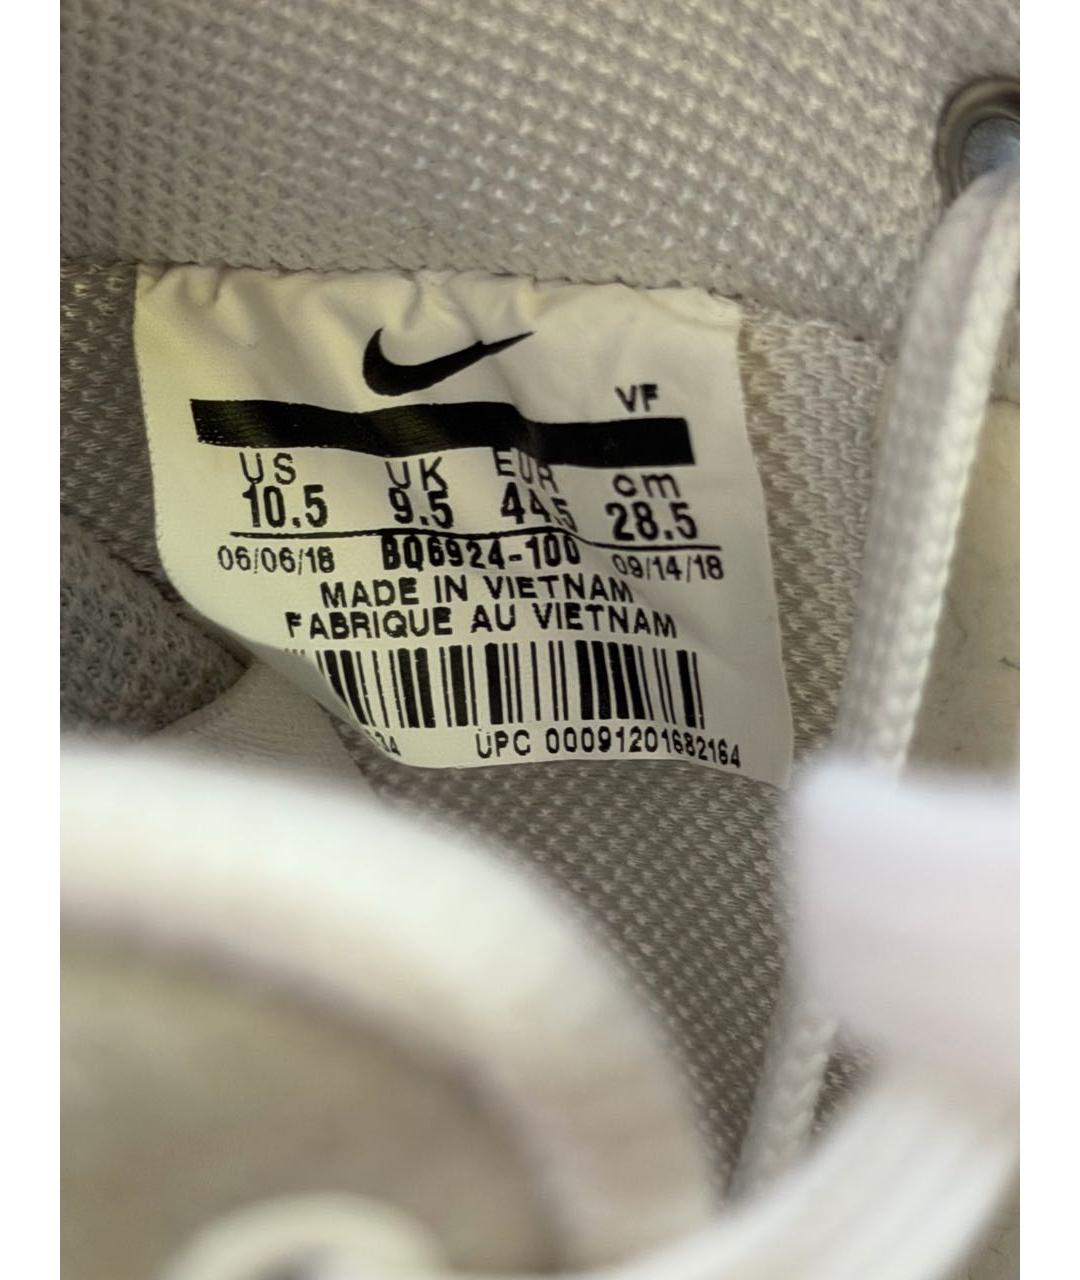 VF
US UK EUR cm
10.5 9.5 44.5 28.5
06/06/18 BQ6924-100 09/14/18
MADE IN VIETNAM
FABRIQUE AU VIETNAM
3A UPC 00091201682164